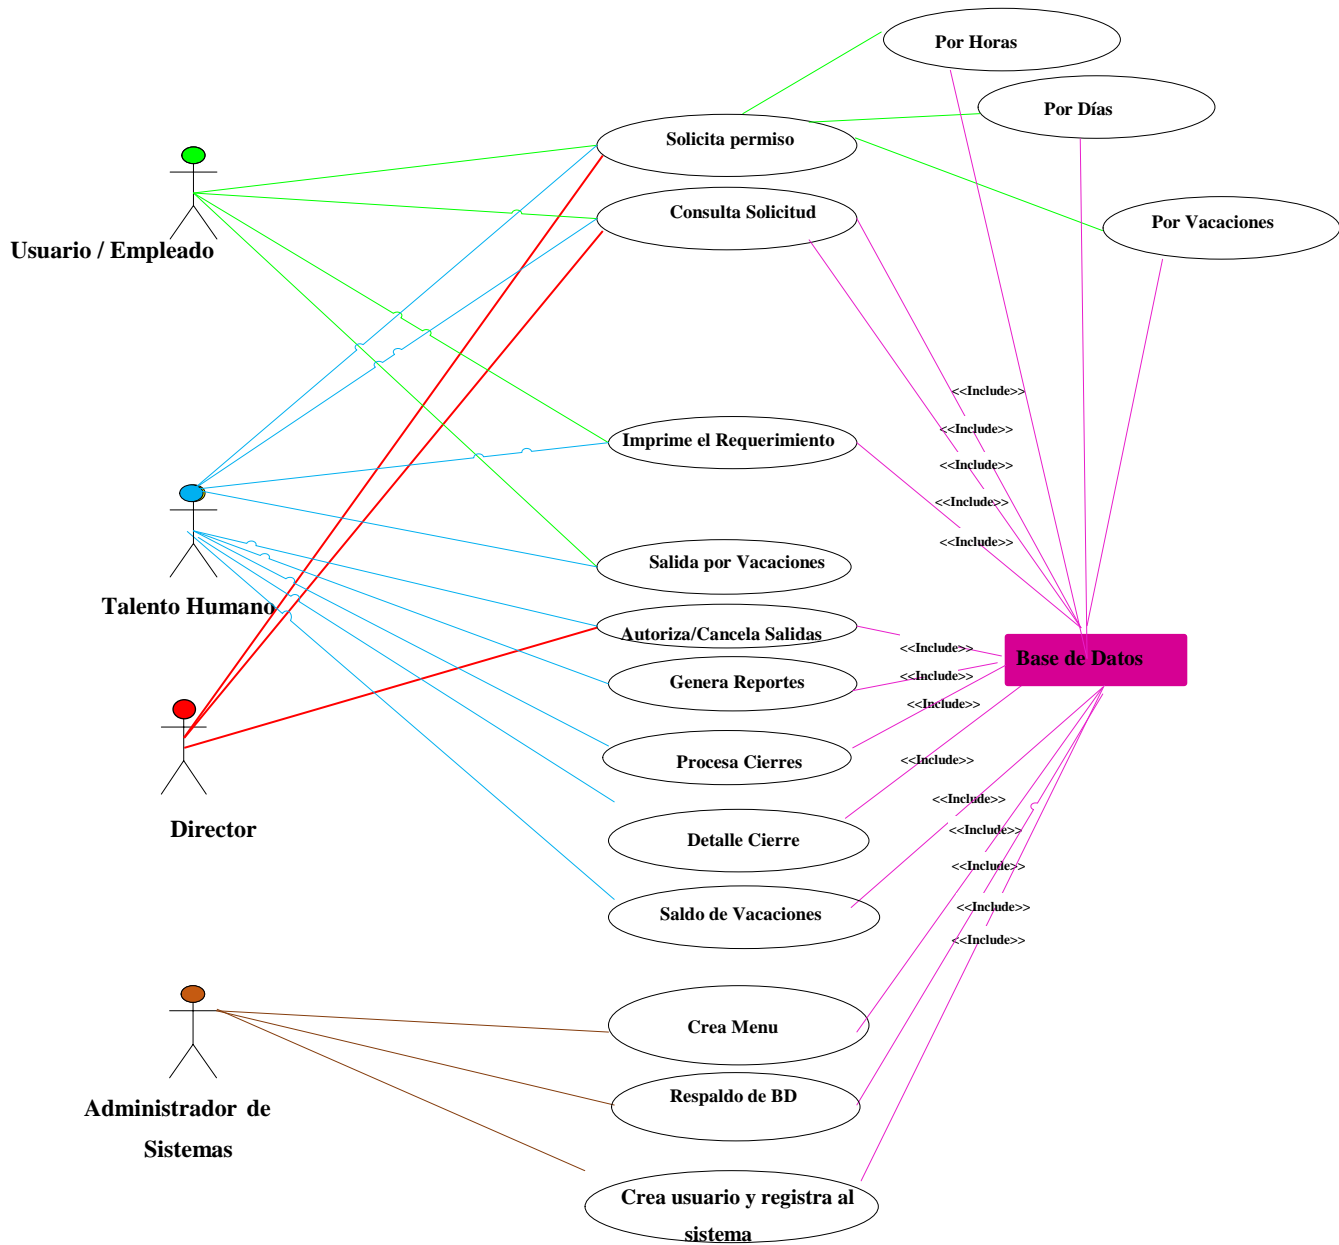 Por Horas
Por Días
Solicita permiso
Consulta Solicitud
Por Vacaciones
Usuario / Empleado
<<Include>>
<<Include>>
Imprime el Requerimiento
<<Include>>
<<Include>>
<<Include>>
Salida por Vacaciones
Talento Humano
Autoriza/Cancela Salidas
<<Include>>
Base de Datos
Genera Reportes
<<Include>>
<<Include>>
Procesa Cierres
<<Include>>
<<Include>>
Director
<<Include>>
Detalle Cierre
<<Include>>
Saldo de Vacaciones
<<Include>>
<<Include>>
Crea Menu
Respaldo de BD
Administrador de
Sistemas
Crea usuario y registra al
sistema